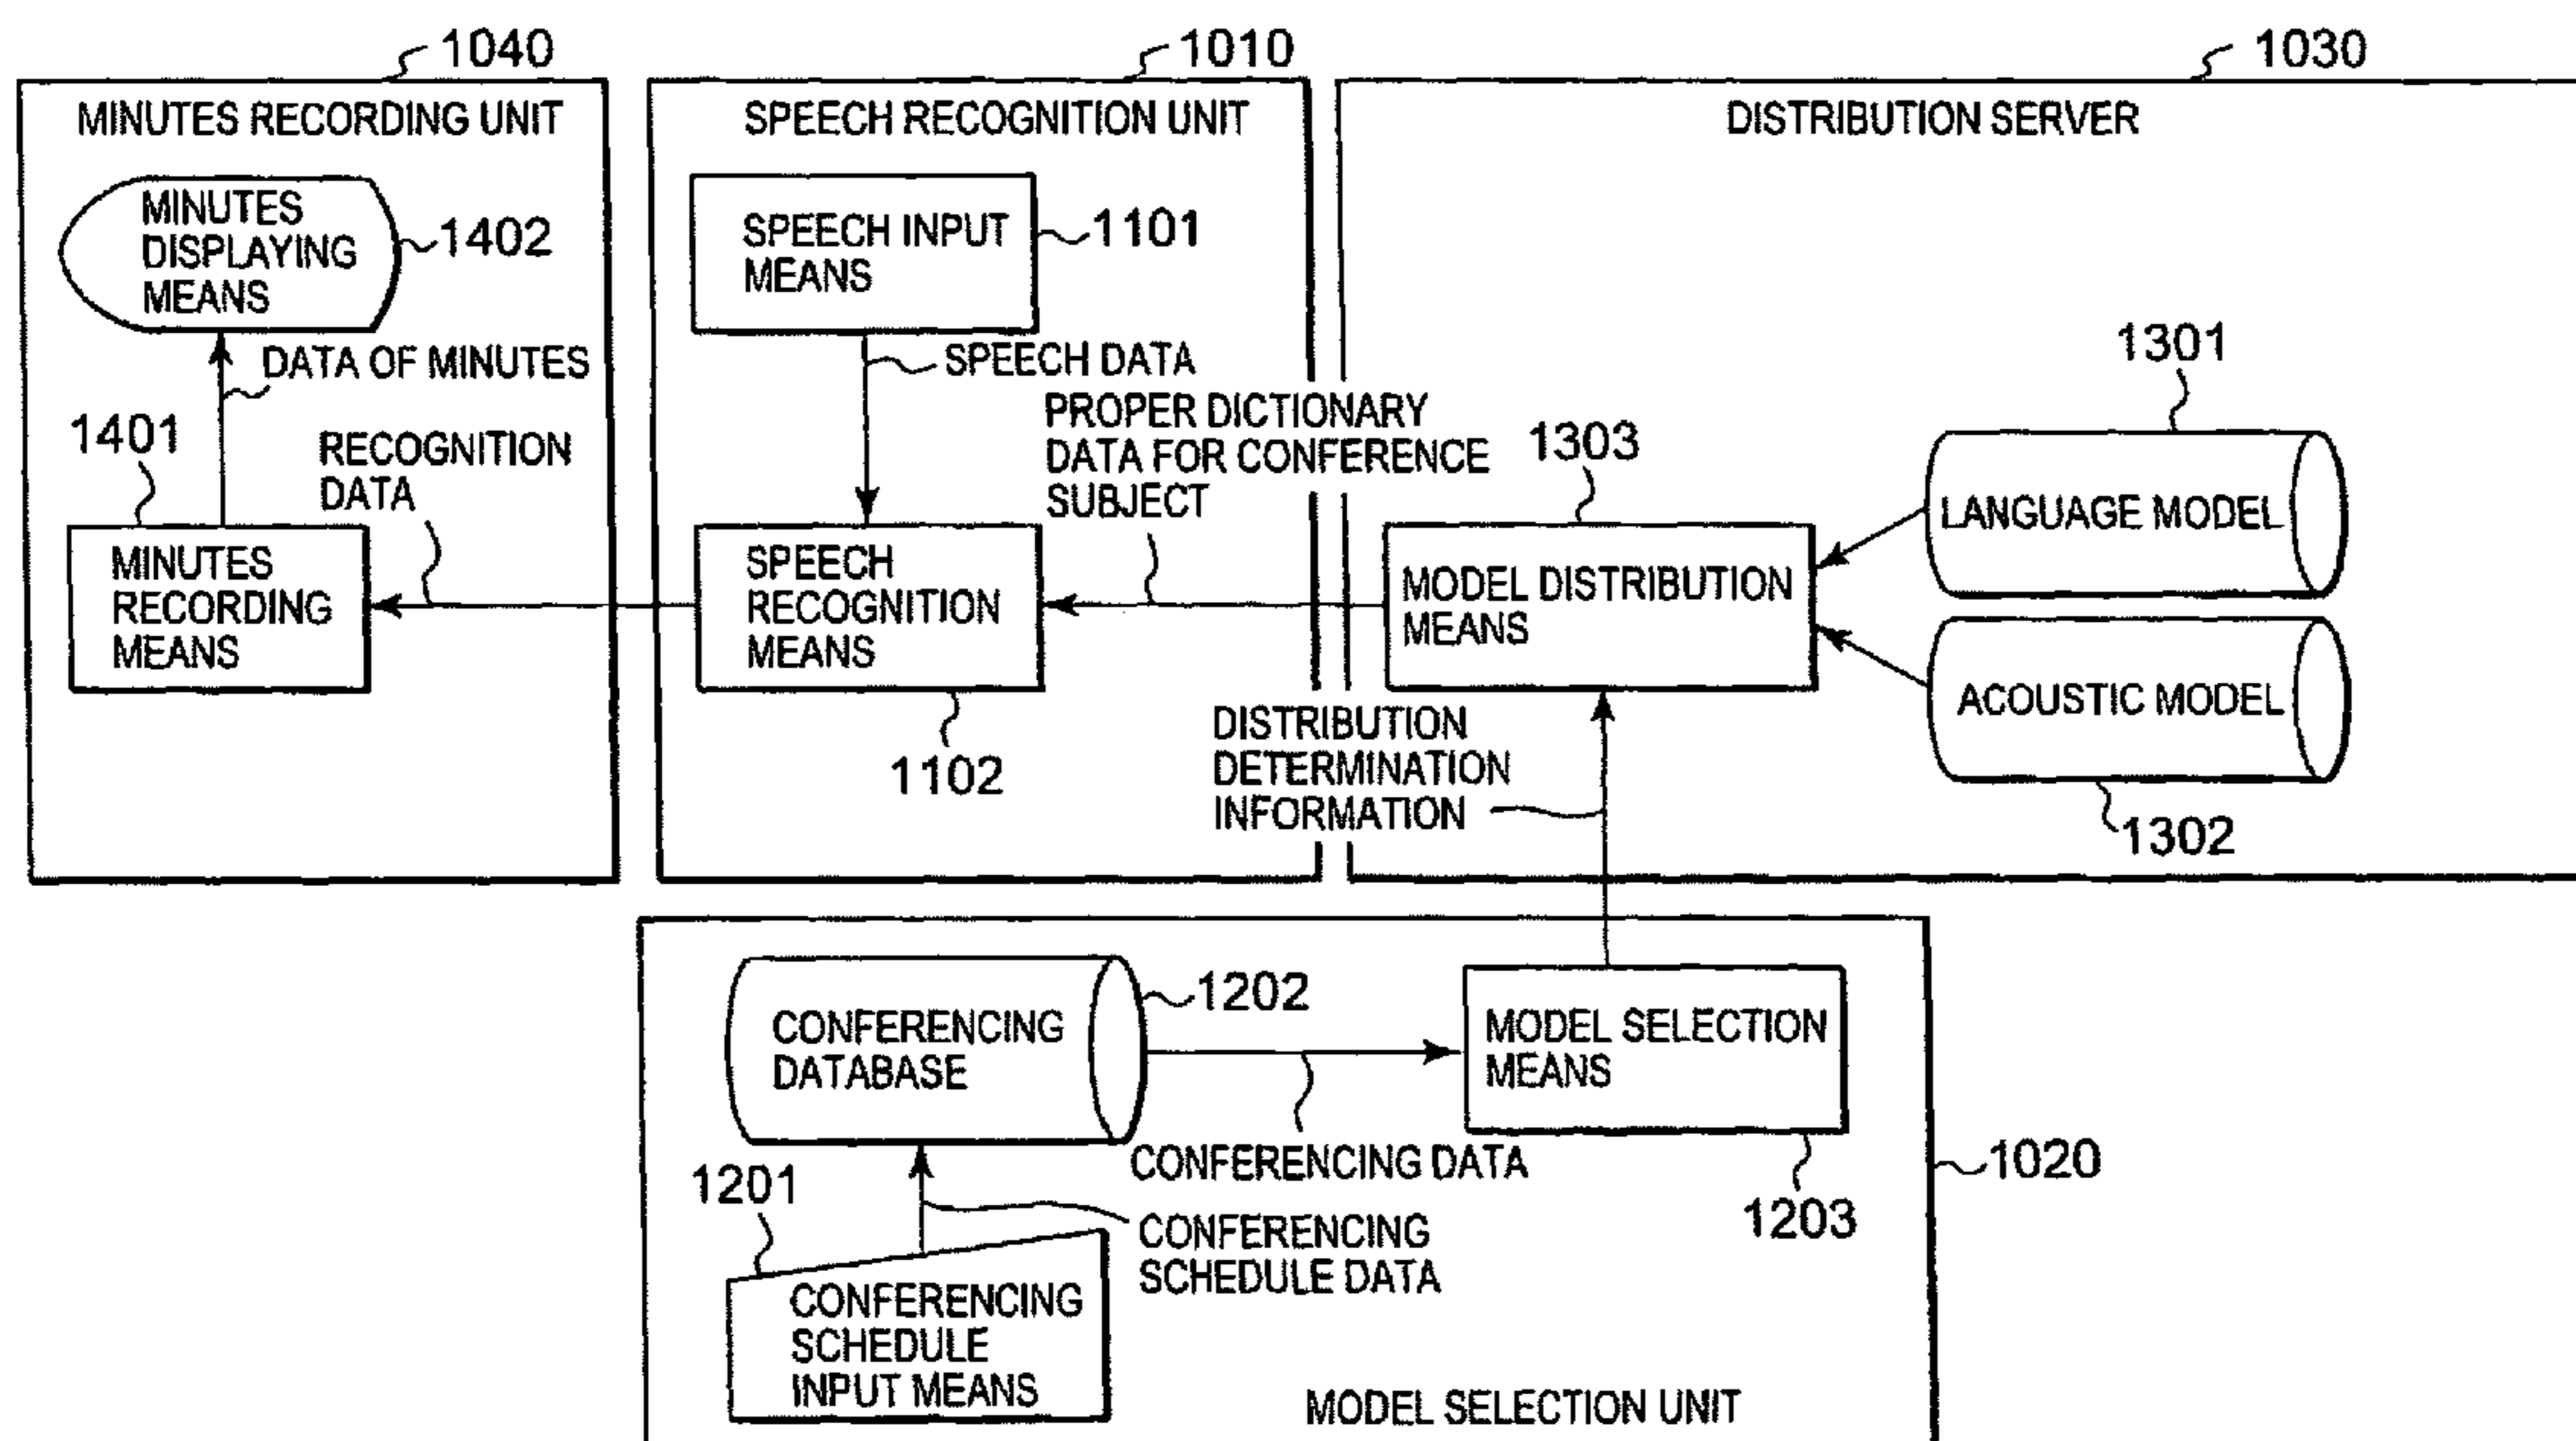 1040
MINUTES RECORDING UNIT
MINUTES
DISPLAYING
MEANS
1402
DATA OF MINUTES
1401
RECOGNITION
DATA
MINUTES
RECORDING
MEANS
1010
SPEECH RECOGNITION UNIT
SPEECH INPUT
MEANS
1101
SPEECH DATA
PROPER DICTIONARY
DATA FOR CONFERENCE
SUBJECT
SPEECH
RECOGNITION
MEANS
1102
1030
DISTRIBUTION SERVER
1301
LANGUAGE MODEL
1303
MODEL DISTRIBUTION
MEANS
ACOUSTIC MODEL
1302
DISTRIBUTION
DETERMINATION
INFORMATION
CONFERENCING
DATABASE
1202
MODEL SELECTION
MEANS
1203
CONFERENCING DATA
1020
1201
CONFERENCING
SCHEDULE DATA
CONFERENCING
SCHEDULE
INPUT MEANS
MODEL SELECTION UNIT